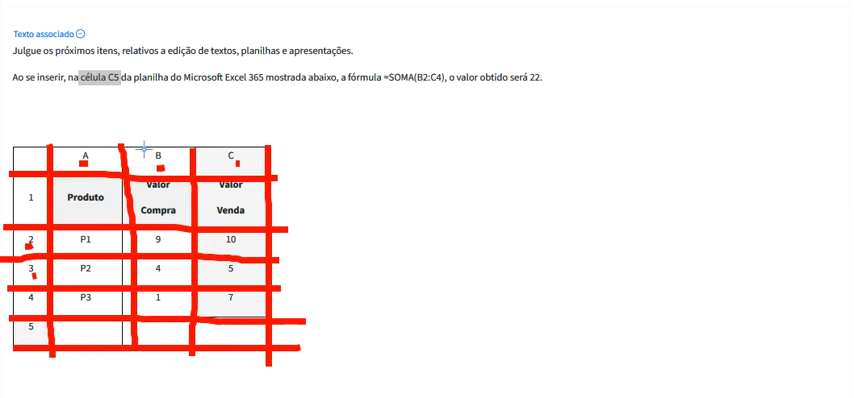 Texto associado
Julgue os próximos itens, relativos a edição de textos, planilhas e apresentações.
Ao se inserir, na célula C5 da planilha do Microsoft Excel 365 mostrada abaixo, a fórmula =SOMA(B2:C4), o valor obtido será 22.
A B C
1 Produto Valor Compra Valor Venda
2 P1 9 10
3 P2 4 5
4 P3 1 7
5